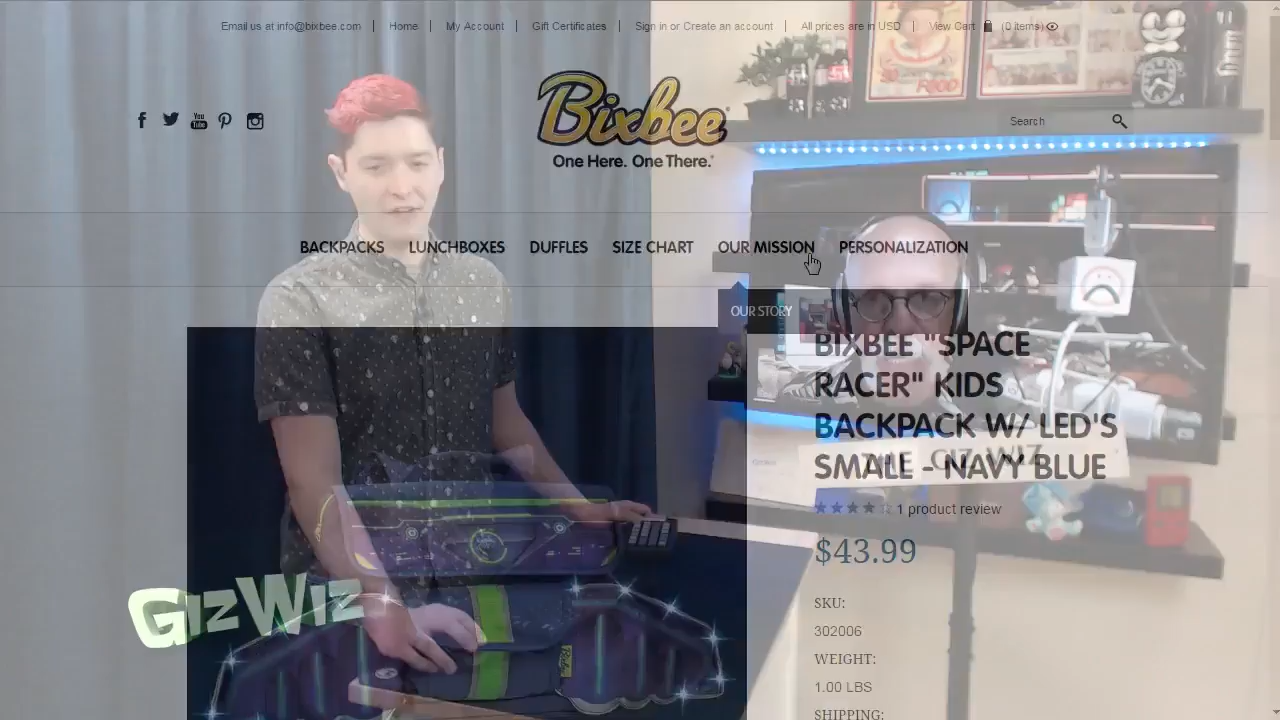 Email us at info@bixbee.com | Home | My Account | Gift Certificates | Sign in or Create an account | All prices are in USD | View Cart (0 items)
Bixbee
One Here. One There.
Search
BACKPACKS LUNCHBOXES DUFFLES SIZE CHART OUR MISSION PERSONALIZATION
OUR STORY
BIXBEE "SPACE
RACER" KIDS
BACKPACK W/ LED'S
SMALL - NAVY BLUE
GIZ WIZ
1 product review
$43.99
SKU:
302006
WEIGHT:
1.00 LBS
SHIPPING:
GIZWIZ
Bixbee